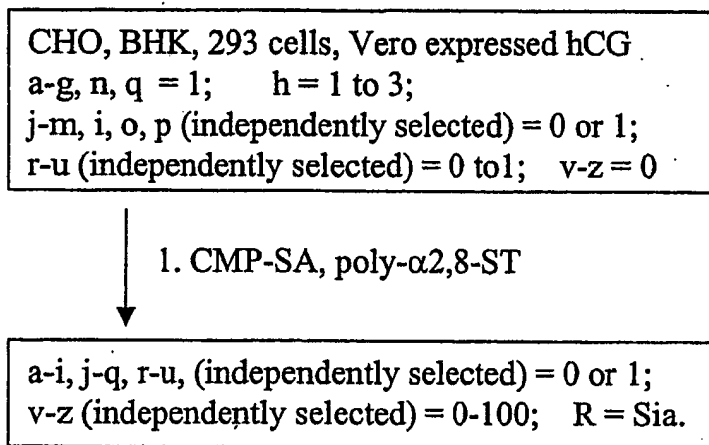 CHO, BHK, 293 cells, Vero expressed hCG
a-g, n, q = 1; h = 1 to 3;
j-m, i, o, p (independently selected) = 0 or 1;
r-u (independently selected) = 0 to1; v-z = 0
1. CMP-SA, poly-α2,8-ST
a-i, j-q, r-u, (independently selected) = 0 or 1;
v-z (independently selected) = 0-100; R = Sia.